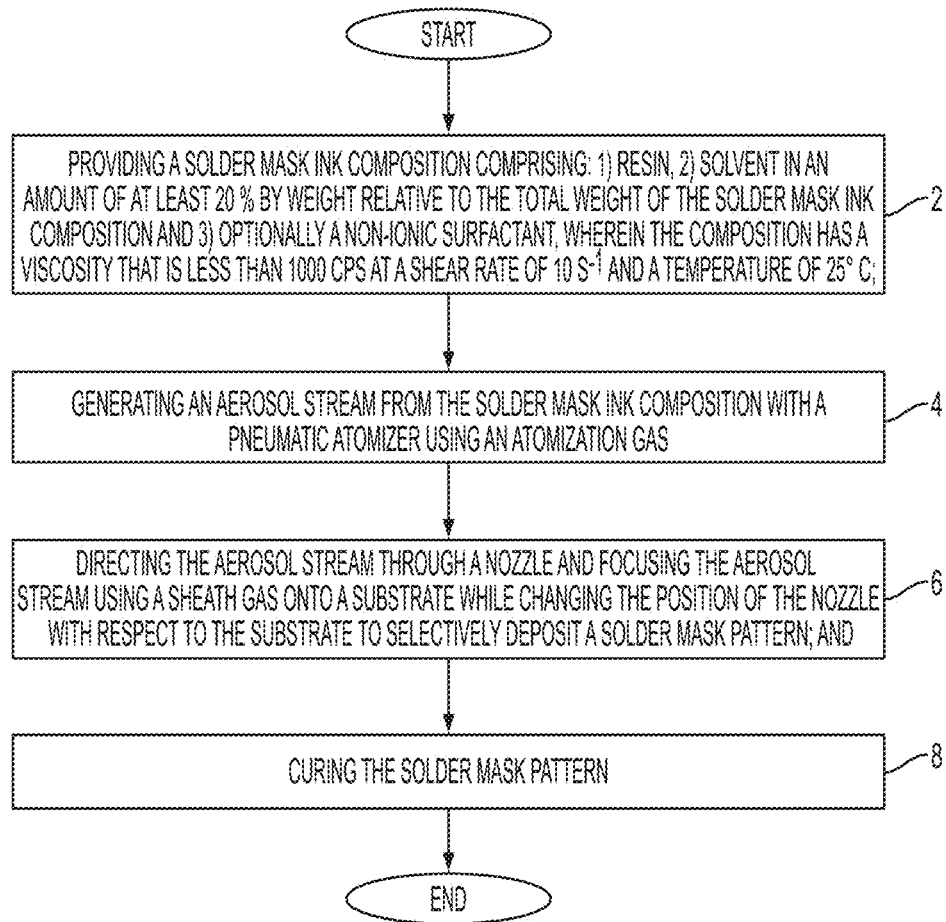 START
PROVIDING A SOLDER MASK INK COMPOSITION COMPRISING: 1) RESIN, 2) SOLVENT IN AN
AMOUNT OF AT LEAST 20 % BY WEIGHT RELATIVE TO THE TOTAL WEIGHT OF THE SOLDER MASK INK
COMPOSITION AND 3) OPTIONALLY A NON-IONIC SURFACTANT, WHEREIN THE COMPOSITION HAS A
VISCOSITY THAT IS LESS THAN 1000 CPS AT A SHEAR RATE OF 10 S⁻¹ AND A TEMPERATURE OF 25° C;
2
GENERATING AN AEROSOL STREAM FROM THE SOLDER MASK INK COMPOSITION WITH A
PNEUMATIC ATOMIZER USING AN ATOMIZATION GAS
4
DIRECTING THE AEROSOL STREAM THROUGH A NOZZLE AND FOCUSING THE AEROSOL
STREAM USING A SHEATH GAS ONTO A SUBSTRATE WHILE CHANGING THE POSITION OF THE NOZZLE
WITH RESPECT TO THE SUBSTRATE TO SELECTIVELY DEPOSIT A SOLDER MASK PATTERN; AND
6
CURING THE SOLDER MASK PATTERN
8
END